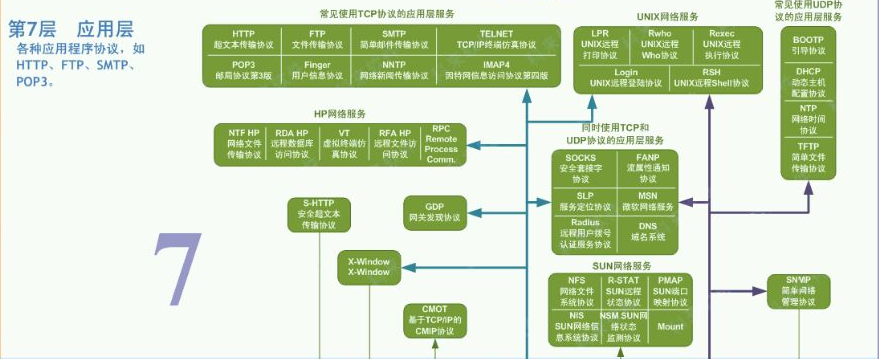 第7层 应用层
各种应用程序协议，如
HTTP、FTP、SMTP、
POP3。
7
常见使用TCP协议的应用层服务
HTTP
超文本传输协议
FTP
文件传输协议
SMTP
简单邮件传输协议
TELNET
TCP/IP终端仿真协议
POP3
邮局协议第3版
Finger
用户信息协议
NNTP
网络新闻传输协议
IMAP4
因特网信息访问协议第四版
UNIX网络服务
LPR
UNIX远程
打印协议
Rwho
UNIX远程
Who协议
Rexec
UNIX远程
执行协议
Login
UNIX远程登陆协议
RSH
UNIX远程Shell协议
常见使用UDP协
议的应用层服务
BOOTP
引导协议
DHCP
动态主机
配置协议
NTP
网络时间
协议
TFTP
简单文件
传输协议
HP网络服务
NTF HP
网络文件
传输协议
RDA HP
远程数据库
访问协议
VT
虚拟终端仿
真协议
RFA HP
远程文件访
问协议
RPC
Remote
Process
Comm.
同时使用TCP和
UDP协议的应用层服务
SOCKS
安全套接字
协议
FANP
流属性通知
协议
SLP
服务定位协议
MSN
微软网络服务
Radius
远程用户拨号
认证服务协议
DNS
域名系统
S-HTTP
安全超文本
传输协议
GDP
网关发现协议
X-Window
X-Window
CMOT
基于TCP/IP的
CMIP协议
SUN网络服务
NFS
网络文件
系统协议
R-STAT
SUN远程
状态协议
PMAP
SUN端口
映射协议
NIS
SUN网络信
息系统协议
NSM SUN网
络状态
监测协议
Mount
SNMP
简单网络
管理协议